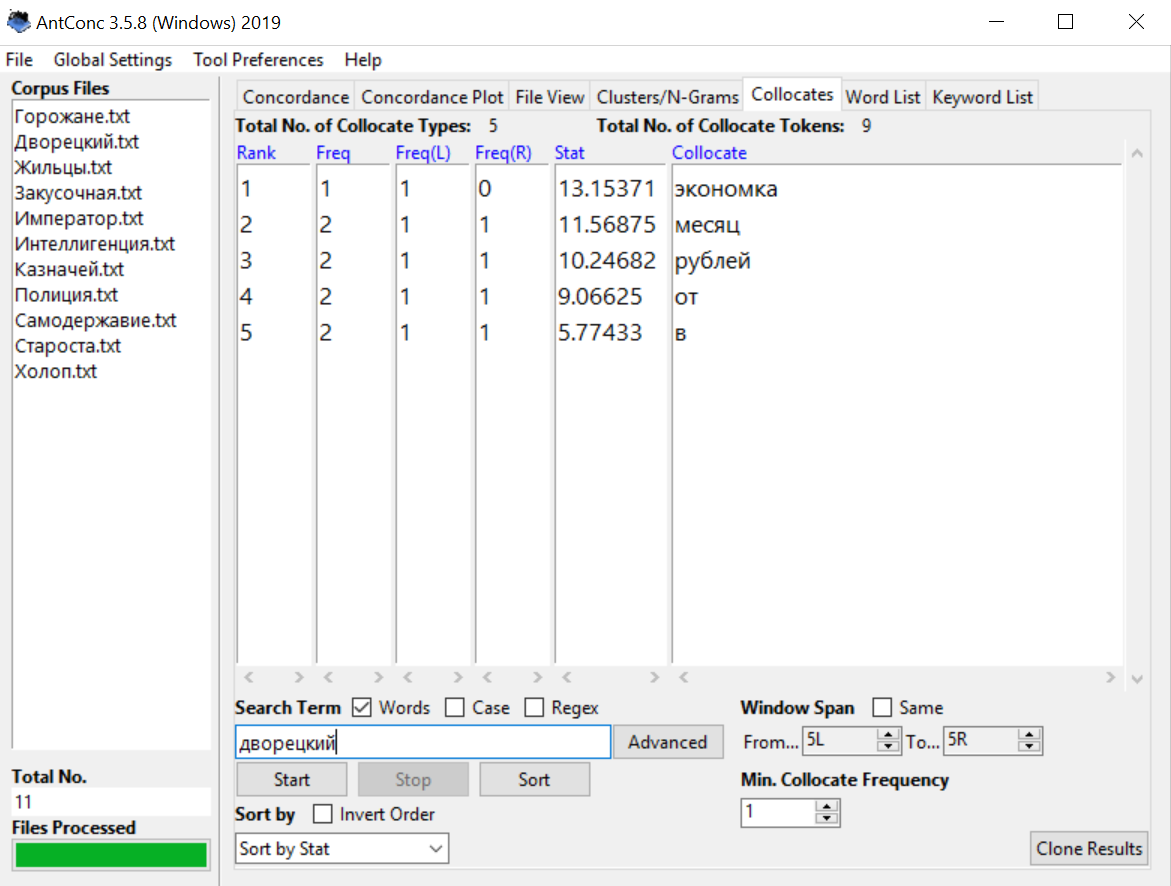 AntConc 3.5.8 (Windows) 2019
File Global Settings Tool Preferences Help
Corpus Files
Горожане.txt
Дворецкий.txt
Жильцы.txt
Закусочная.txt
Император.txt
Интеллигенция.txt
Казначей.txt
Полиция.txt
Самодержавие.txt
Староста.txt
Холоп.txt
Total No.
11
Files Processed
Concordance Concordance Plot File View Clusters/N-Grams Collocates Word List Keyword List
Total No. of Collocate Types: 5 Total No. of Collocate Tokens: 9
Rank Freq Freq(L) Freq(R) Stat Collocate
1 1 1 0 13.15371 экономка
2 2 1 1 11.56875 месяц
3 2 1 1 10.24682 рублей
4 2 1 1 9.06625 от
5 2 1 1 5.77433 в
Search Term Words Case Regex Window Span Same
дворецкий Advanced From... 5L To... 5R
Start Stop Sort Min. Collocate Frequency
Sort by Invert Order 1
Sort by Stat Clone Results